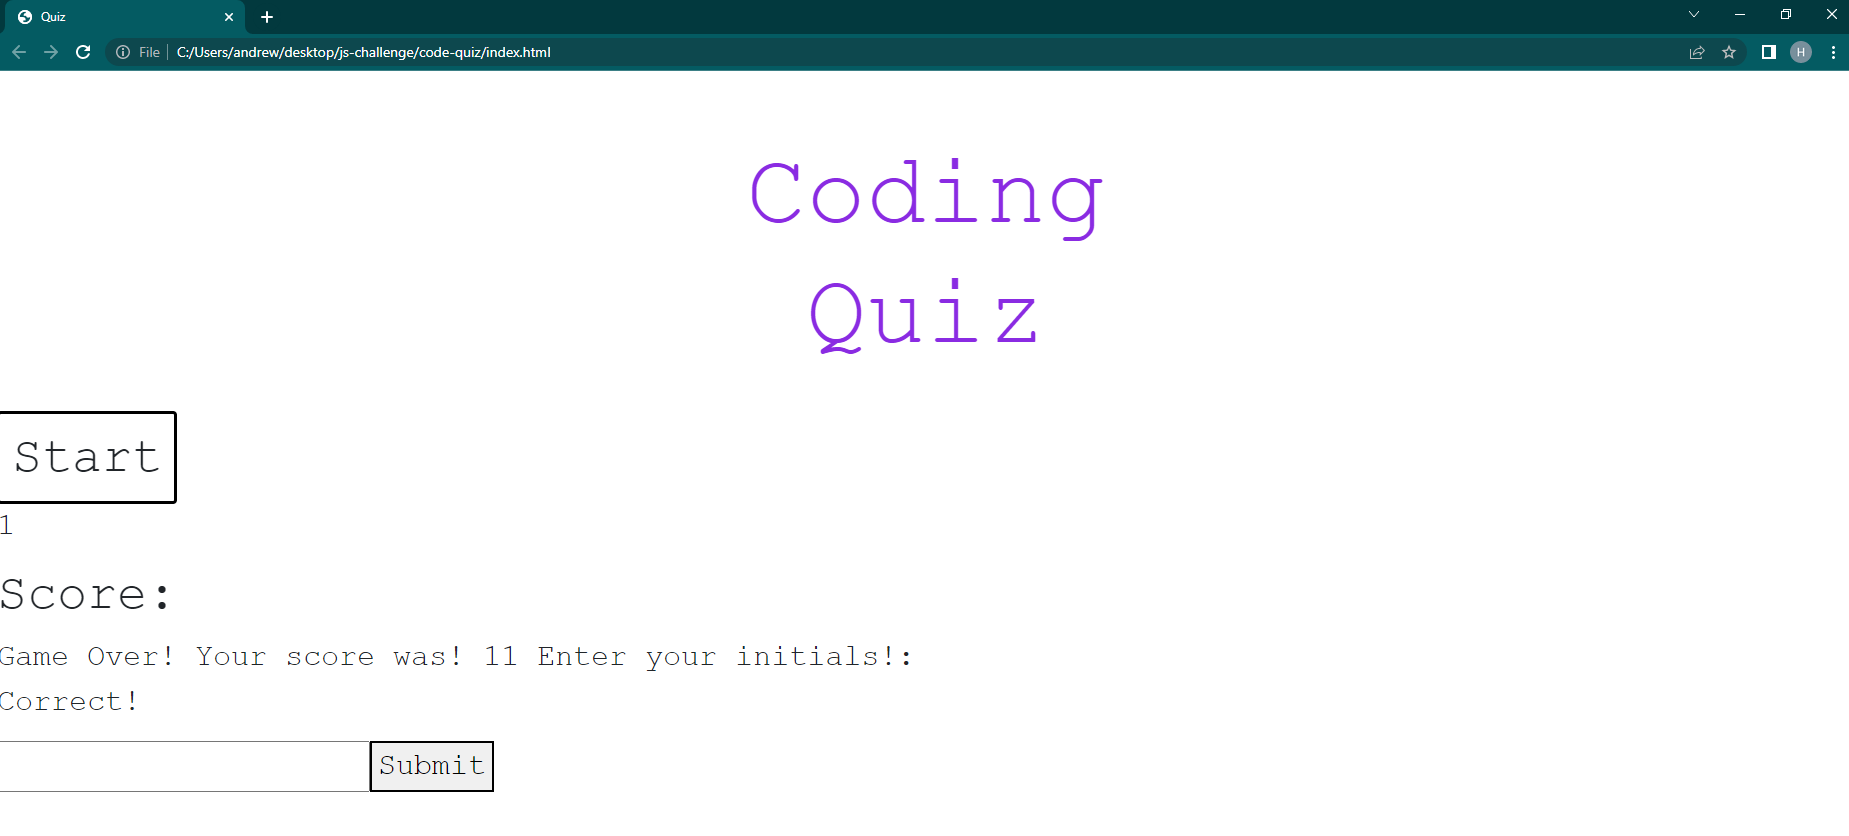 Quiz
File C:/Users/andrew/desktop/js-challenge/code-quiz/index.html
H
Coding
Quiz
Start
1
Score:
Game Over! Your score was! 11 Enter your initials!:
Correct!
Submit